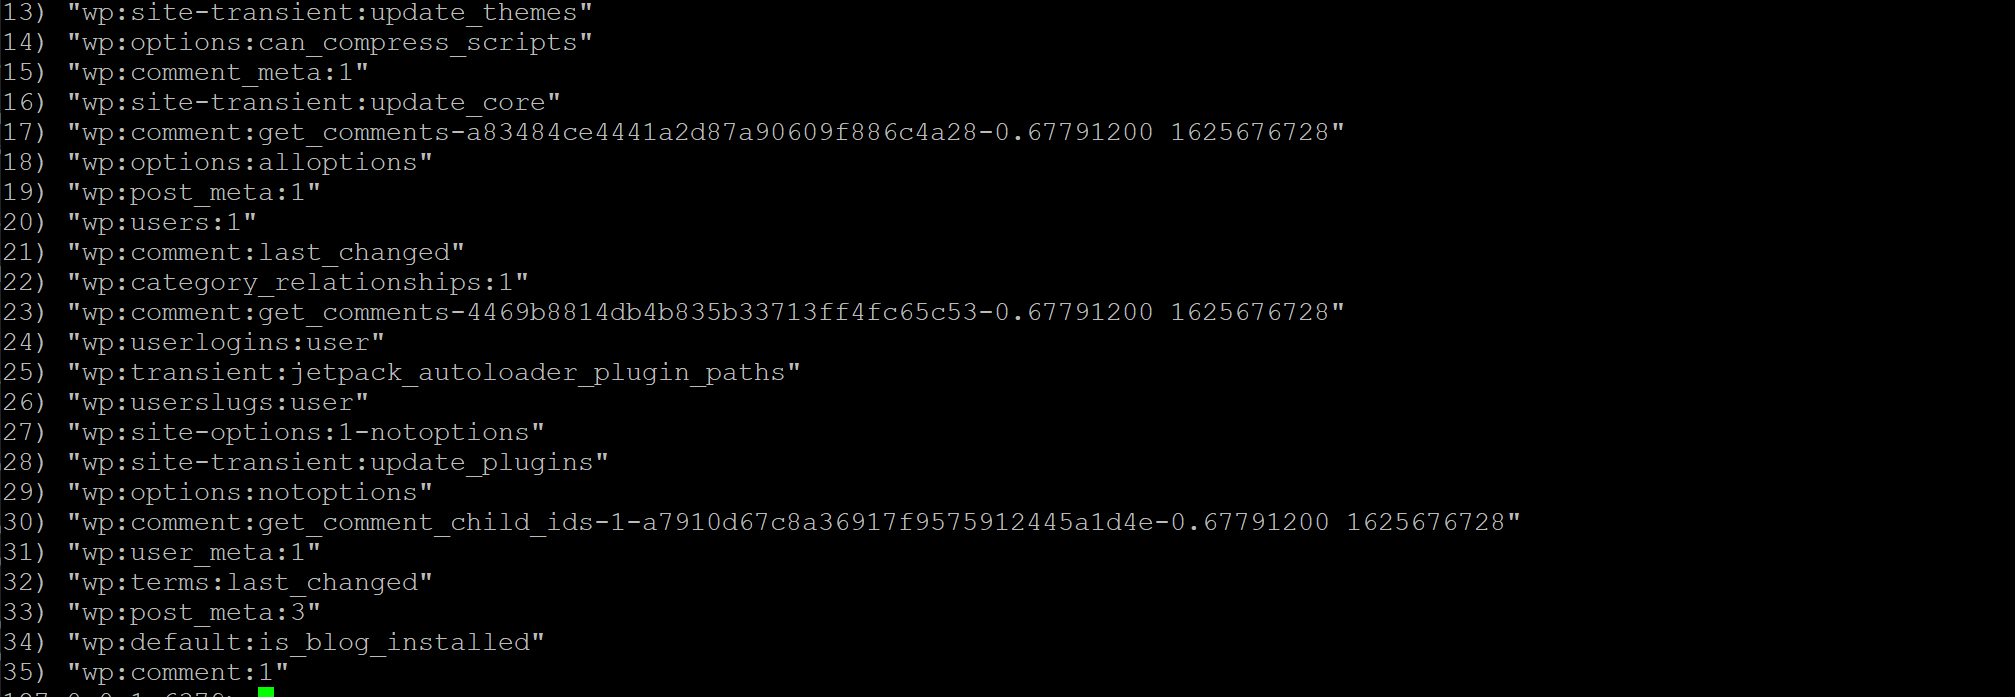 13) "wp:site-transient:update_themes"
14) "wp:options:can_compress_scripts"
15) "wp:comment_meta:1"
16) "wp:site-transient:update_core"
17) "wp:comment:get_comments-a83484ce4441a2d87a90609f886c4a28-0.67791200 1625676728"
18) "wp:options:alloptions"
19) "wp:post_meta:1"
20) "wp:users:1"
21) "wp:comment:last_changed"
22) "wp:category_relationships:1"
23) "wp:comment:get_comments-4469b8814db4b835b33713ff4fc65c53-0.67791200 1625676728"
24) "wp:userlogins:user"
25) "wp:transient:jetpack_autoloader_plugin_paths"
26) "wp:userslugs:user"
27) "wp:site-options:1-notoptions"
28) "wp:site-transient:update_plugins"
29) "wp:options:notoptions"
30) "wp:comment:get_comment_child_ids-1-a7910d67c8a36917f9575912445a1d4e-0.67791200 1625676728"
31) "wp:user_meta:1"
32) "wp:terms:last_changed"
33) "wp:post_meta:3"
34) "wp:default:is_blog_installed"
35) "wp:comment:1"
127.0.0.1:6379>